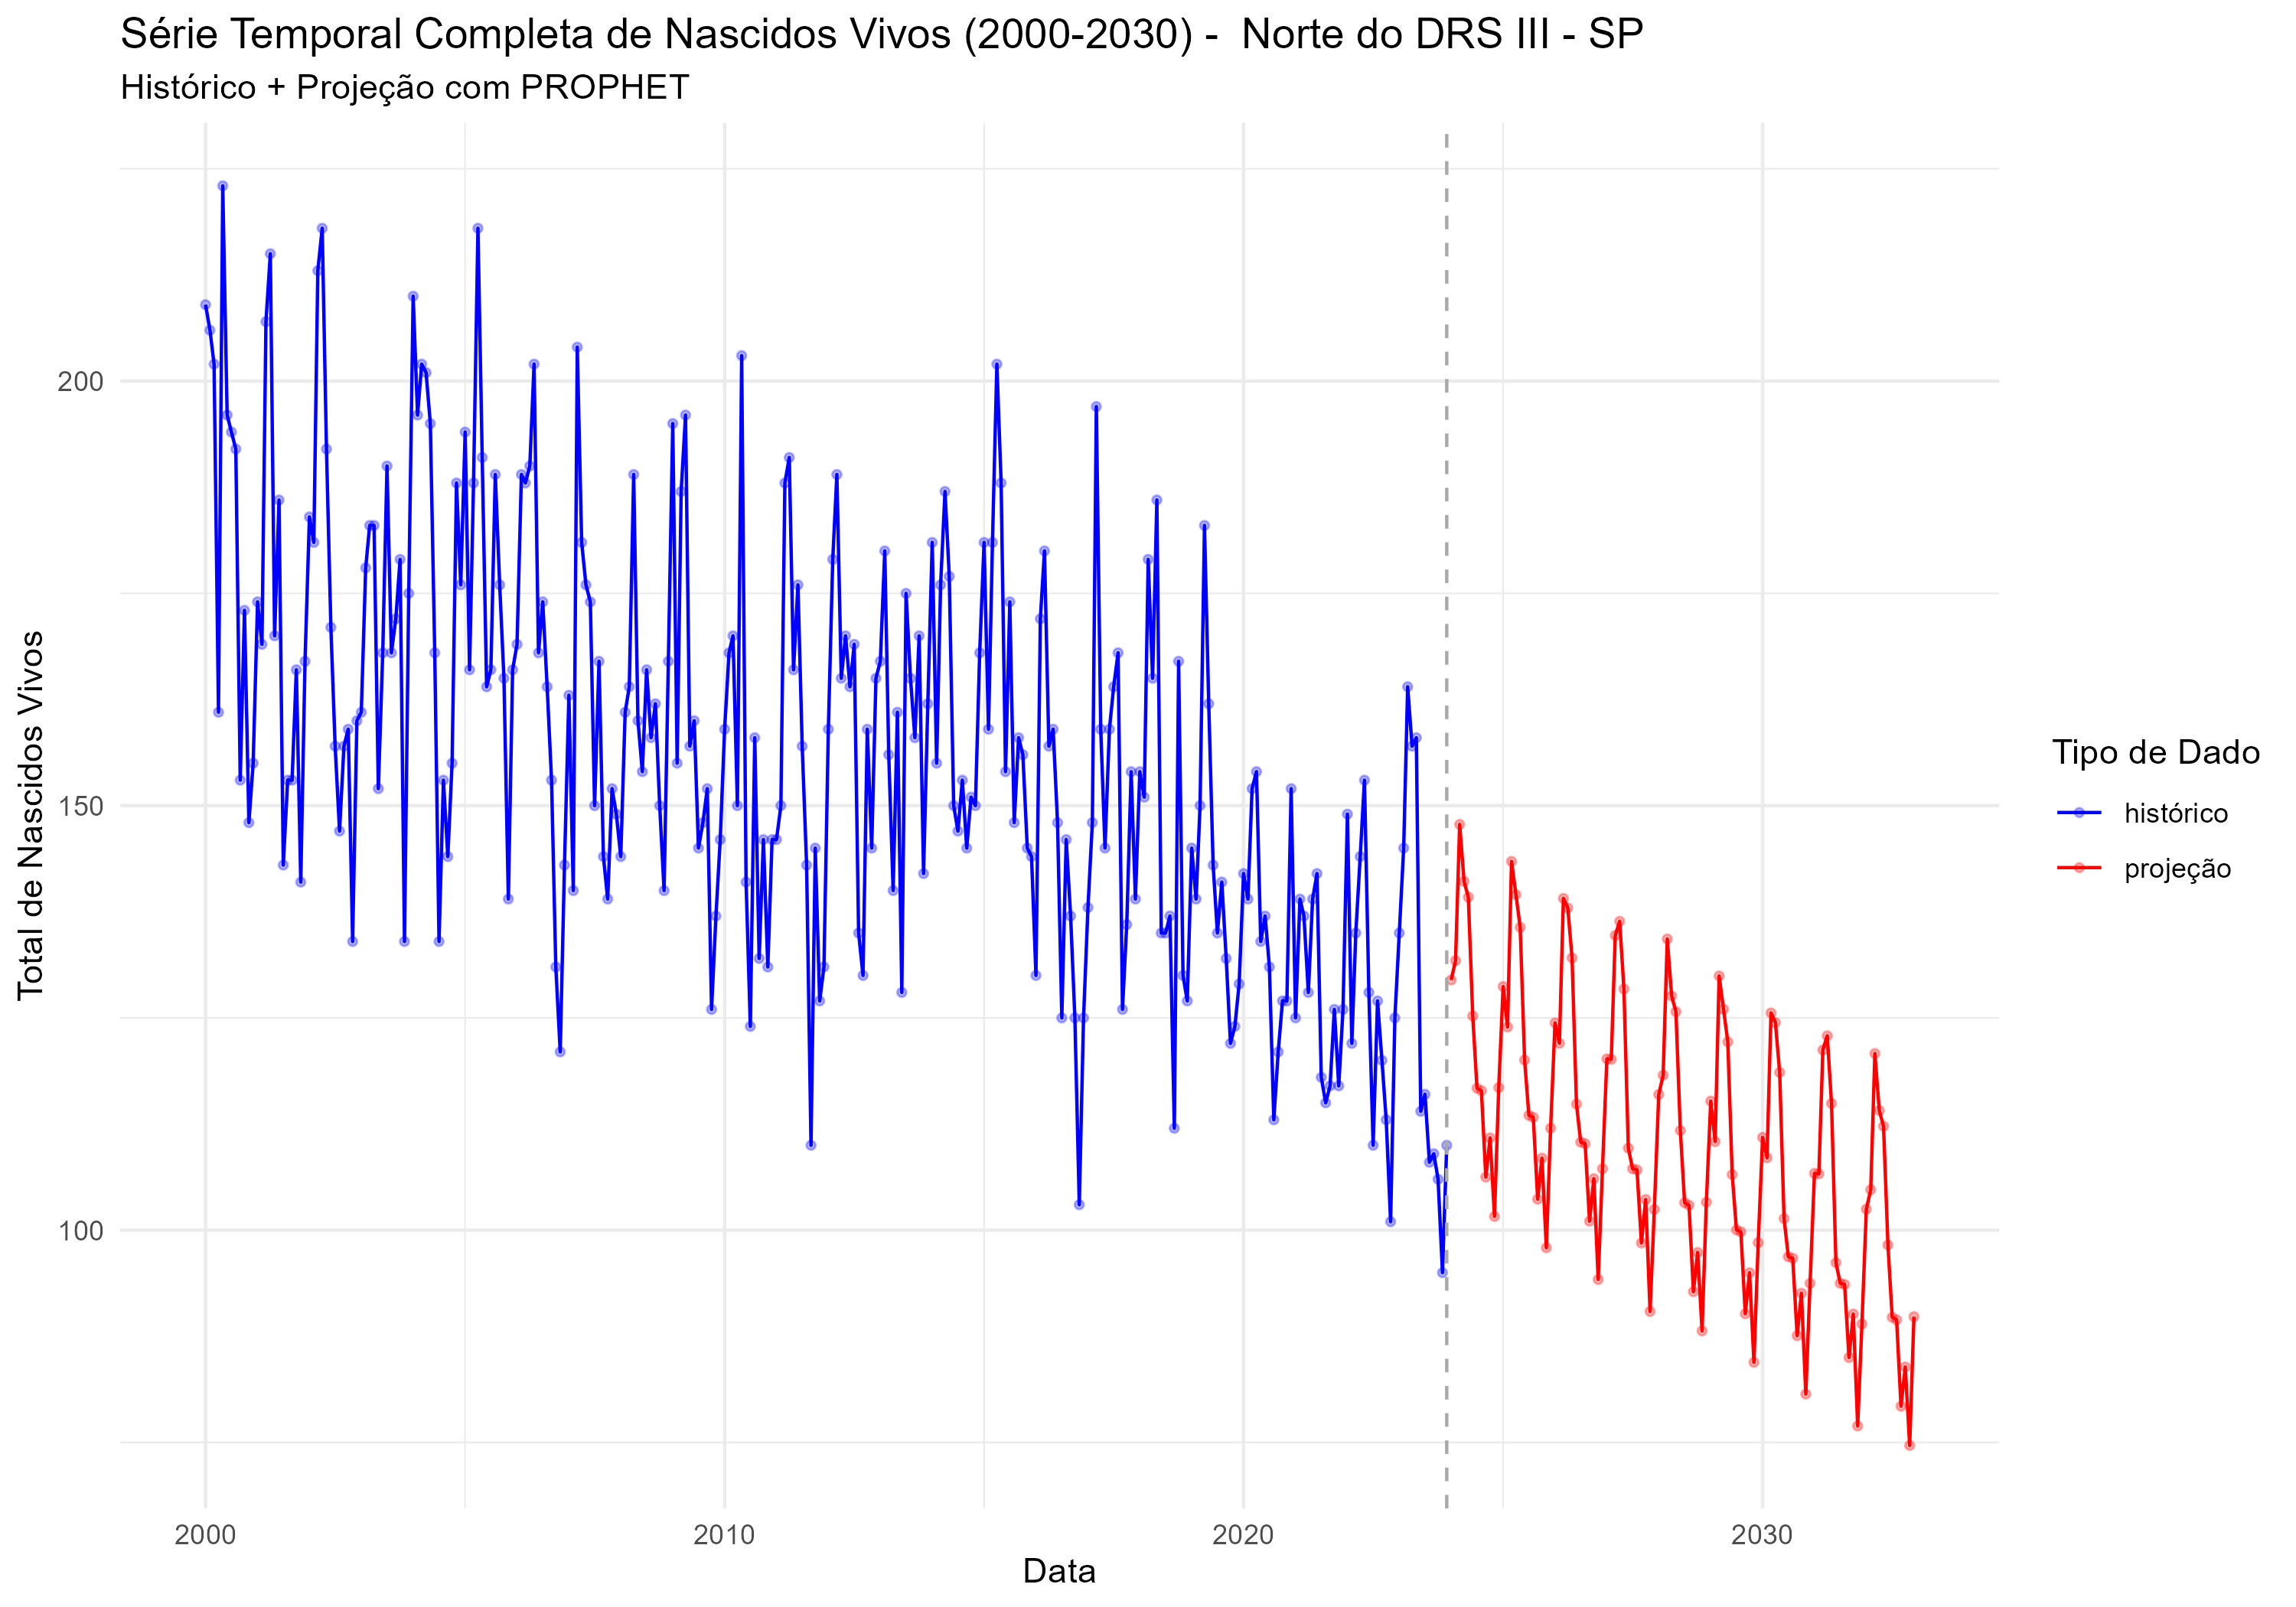 Série Temporal Completa de Nascidos Vivos (2000-2030) -  Norte do DRS III - SP
Histórico + Projeção com PROPHET
Total de Nascidos Vivos
200
150
100
2000
2010
2020
2030
Data
Tipo de Dado
histórico
projeção